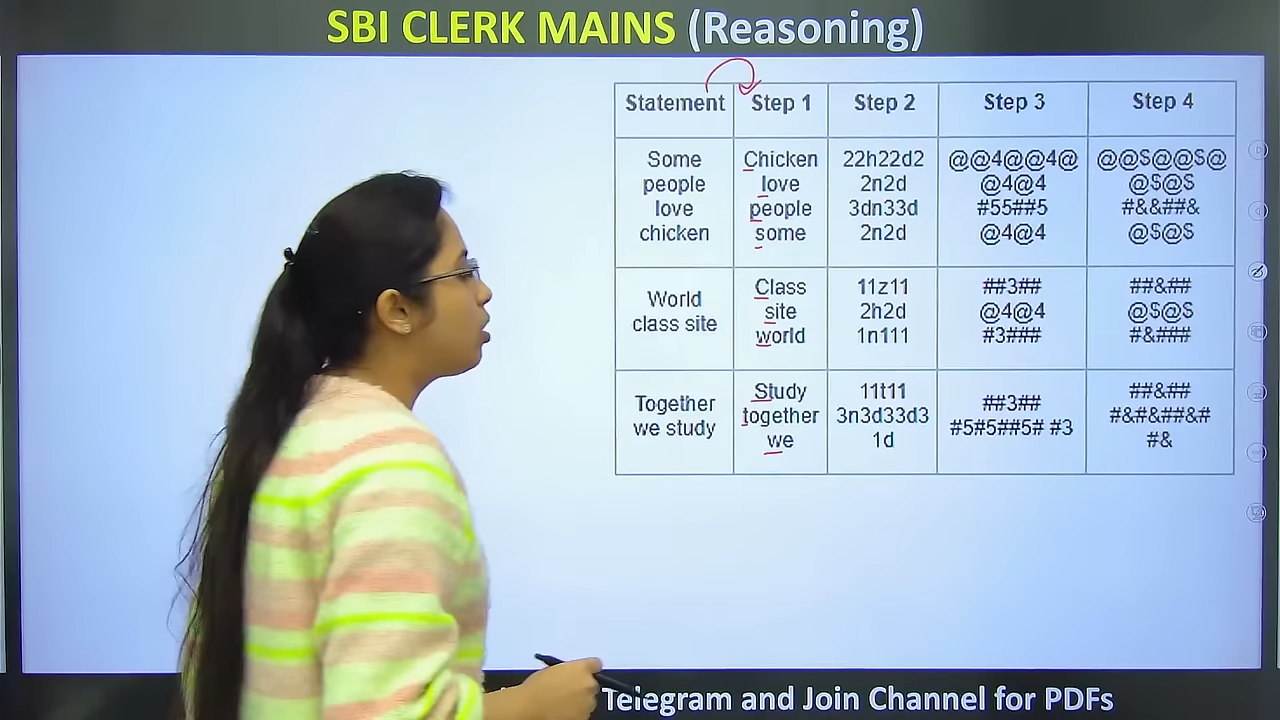 SBI CLERK MAINS (Reasoning)
Statement Step 1 Step 2 Step 3 Step 4
Some people love chicken
Chicken love people some
22h22d2 2n2d 3dn33d 2n2d
@@4@@4@ @4@4 #55##5 @4@4
@@$@@$@ @$@$ #&&##& @$@$
World class site
Class site world
11z11 2h2d 1n111
##3## @4@4 #3###
##&## @$@$ #&###
Together we study
Study together we
11t11 3n3d33d3 1d
##3## #5#5##5# #3
##&## #&#&##&# #&
Telegram and Join Channel for PDFs